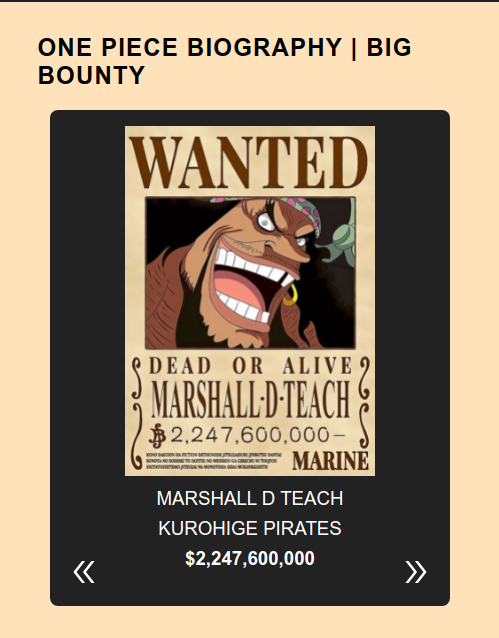 ONE PIECE BIOGRAPHY | BIG
BOUNTY
WANTED
DEAD OR ALIVE
MARSHALL·D·TEACH
2,247,600,000–
MARINE
MARSHALL D TEACH
KUROHIGE PIRATES
$2,247,600,000
«
»